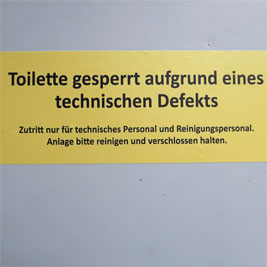 Toilette gesperrt aufgrund eines
technischen Defekts
Zutritt nur für technisches Personal und Reinigungspersonal.
Anlage bitte reinigen und verschlossen halten.